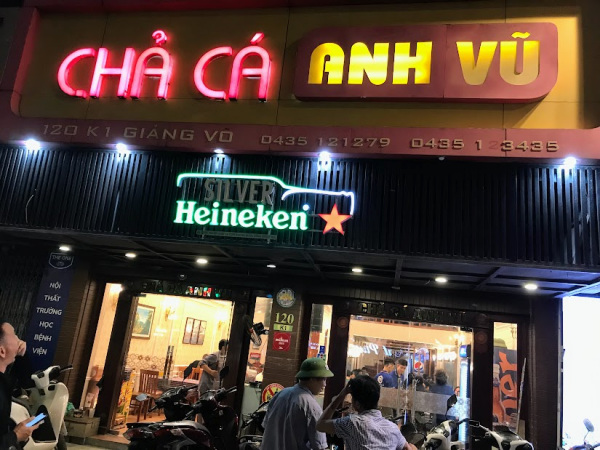 CHẢ CÁ ANH VŨ
120 K1 GIẢNG VÕ 0435 121279 0435 123435
SILVER
Heineken
NỘI
THẤT
TRƯỜNG
HỌC
BỆNH
VIỆN
ANH
120
K1